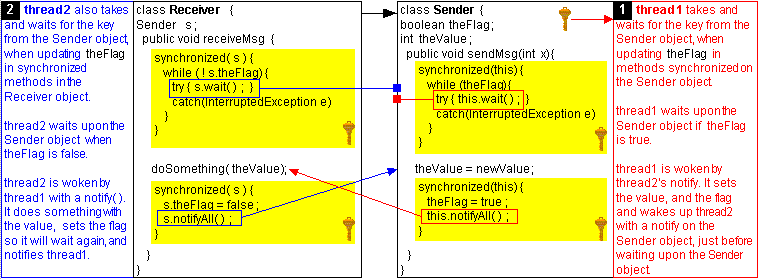 2 thread2 also takes
and waits for the key
from the Sender object,
when updating theFlag
in synchronized
methods in the
Receiver object.
thread2 waits upon the
Sender object when
theFlag is false.
thread2 is woken by
thread1 with a notify().
It does something with
the value, sets the flag
so it will wait again, and
notifies thread1.
class Receiver {
Sender s;
public void receiveMsg {
synchronized( s ) {
while ( ! s.theFlag){
try { s.wait() ; }
catch(InterruptedException e)
}
}
doSomething( theValue);
synchronized( s ) {
s.theFlag = false ;
s.notifyAll() ;
}
}
}
class Sender {
boolean theFlag;
int theValue;
public void sendMsg(int x){
synchronized(this){
while (theFlag){
try { this.wait() ; }
catch(InterruptedException e)
}
}
theValue = newValue;
synchronized(this){
theFlag = true ;
this.notifyAll() ;
}
}
}
1 thread1 takes and
waits for the key from
the Sender object, when
updating theFlag in
methods synchronized on
the Sender object.
thread1 waits upon the
Sender object if theFlag
is true.
thread1 is woken by
thread2's notify. It sets
the value, and the flag
and wakes up thread2
with a notify on the
Sender object, just before
waiting upon the Sender
object.